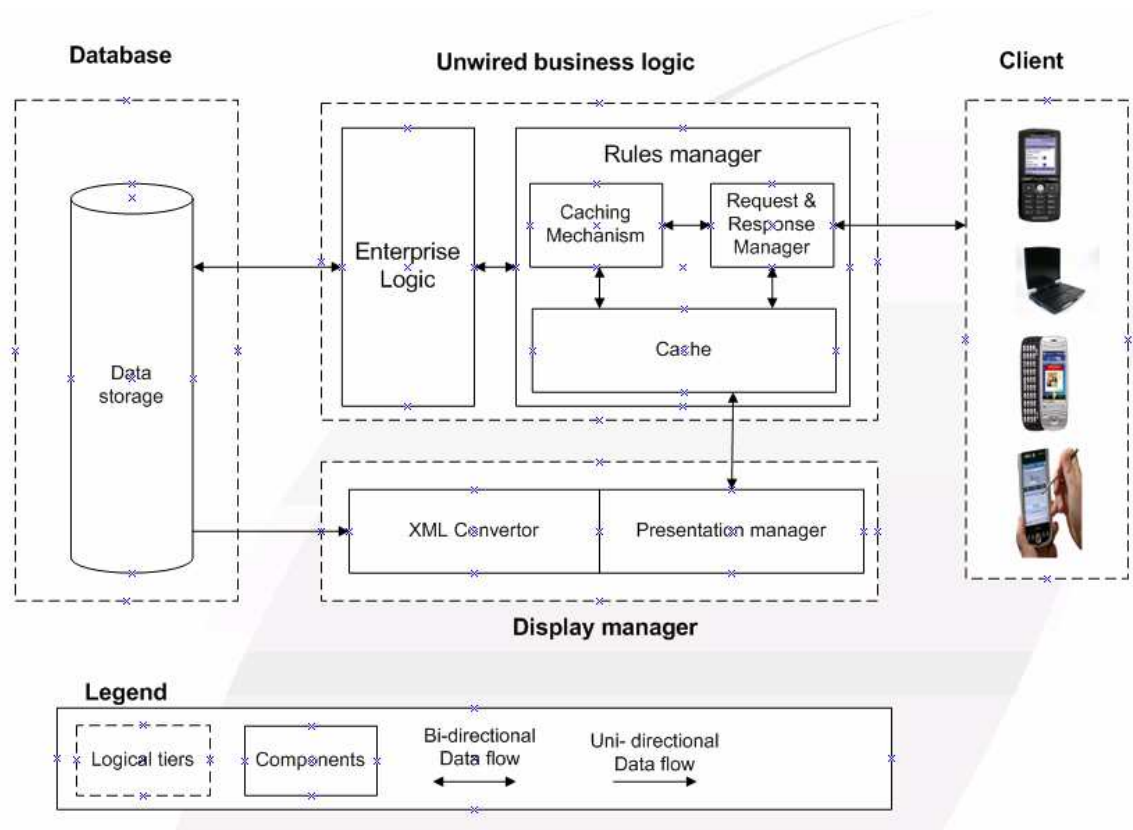 Database
Unwired business logic
Client
Rules manager
Caching
Mechanism
Request &
Response
Manager
Enterprise
Logic
Cache
Data
storage
XML Convertor
Presentation manager
Display manager
Legend
Logical tiers
Components
Bi-directional
Data flow
Uni- directional
Data flow